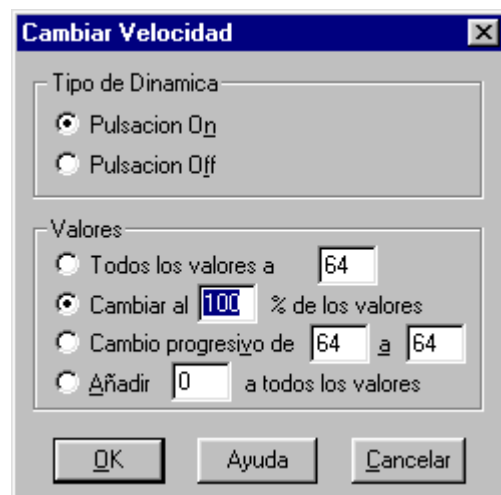 Cambiar Velocidad
Tipo de Dinamica
Pulsacion On
Pulsacion Off
Valores
Todos los valores a 64
Cambiar al 100 % de los valores
Cambio progresivo de 64 a 64
Añadir 0 a todos los valores
OK Ayuda Cancelar